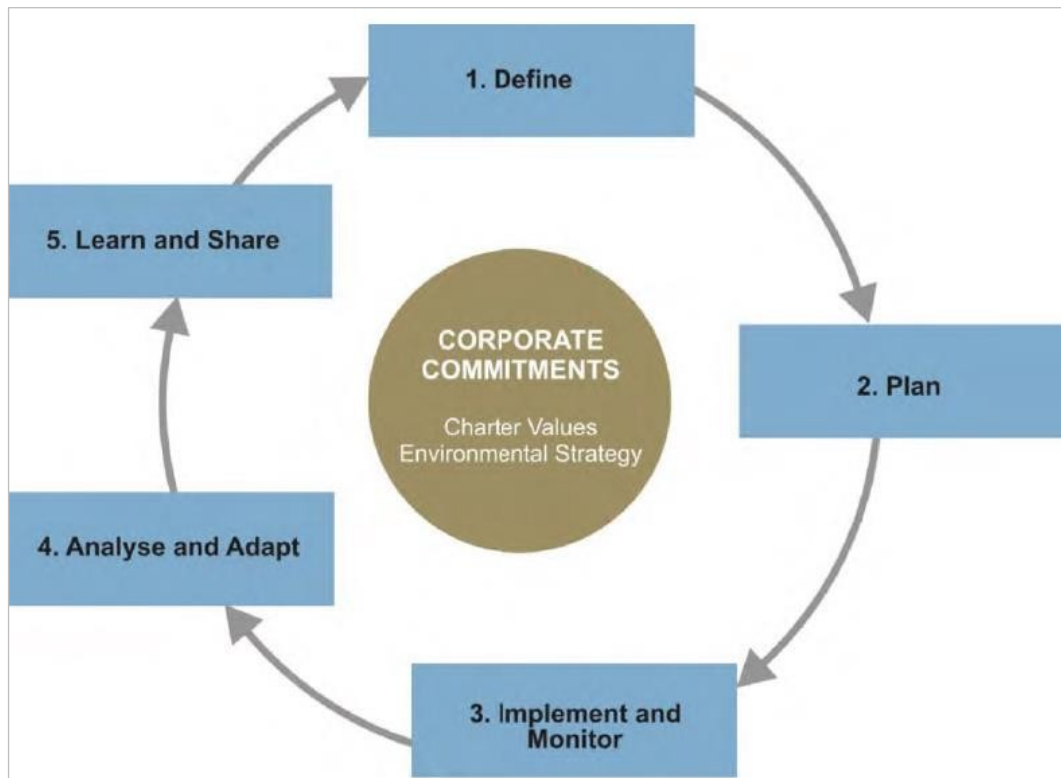 1. Define
2. Plan
3. Implement and
Monitor
4. Analyse and Adapt
5. Learn and Share
CORPORATE
COMMITMENTS
Charter Values
Environmental Strategy